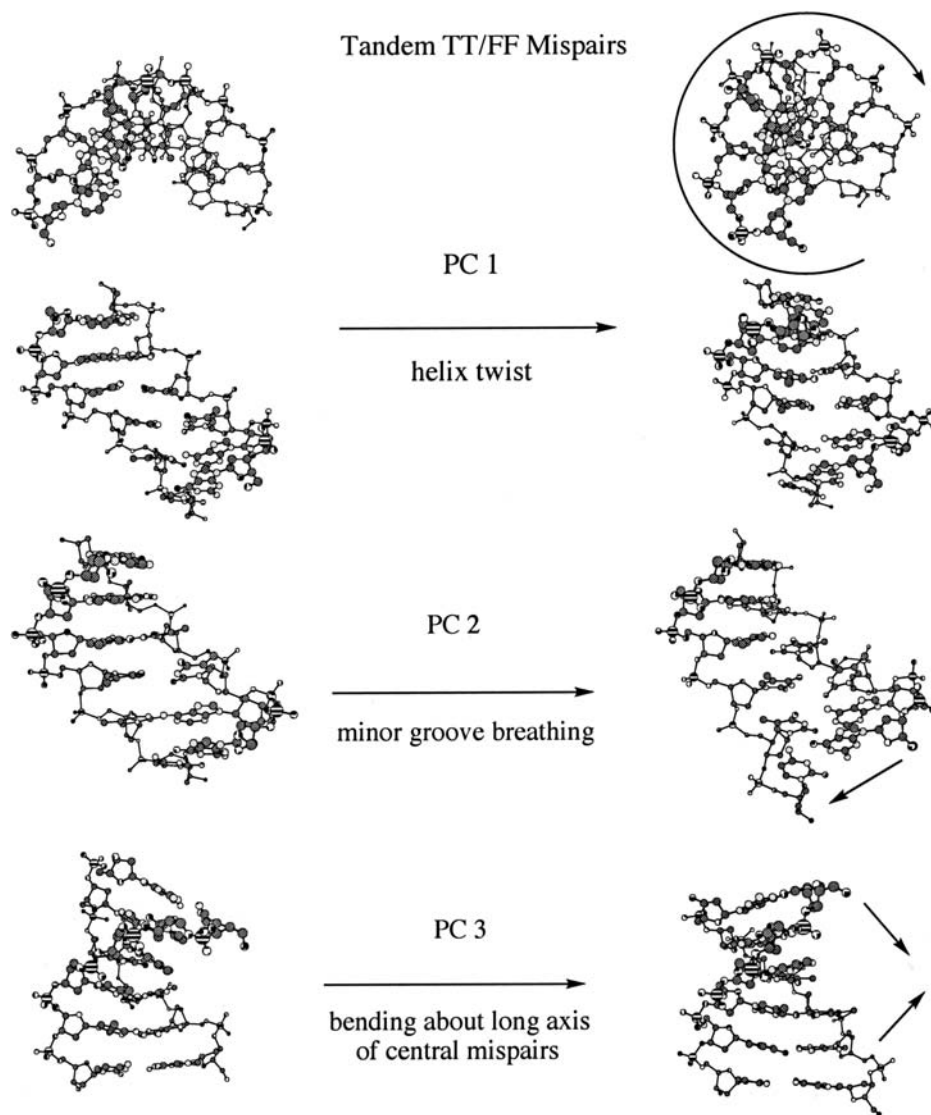 Tandem TT/FF Mispairs
PC 1
helix twist
PC 2
minor groove breathing
PC 3
bending about long axis
of central mispairs